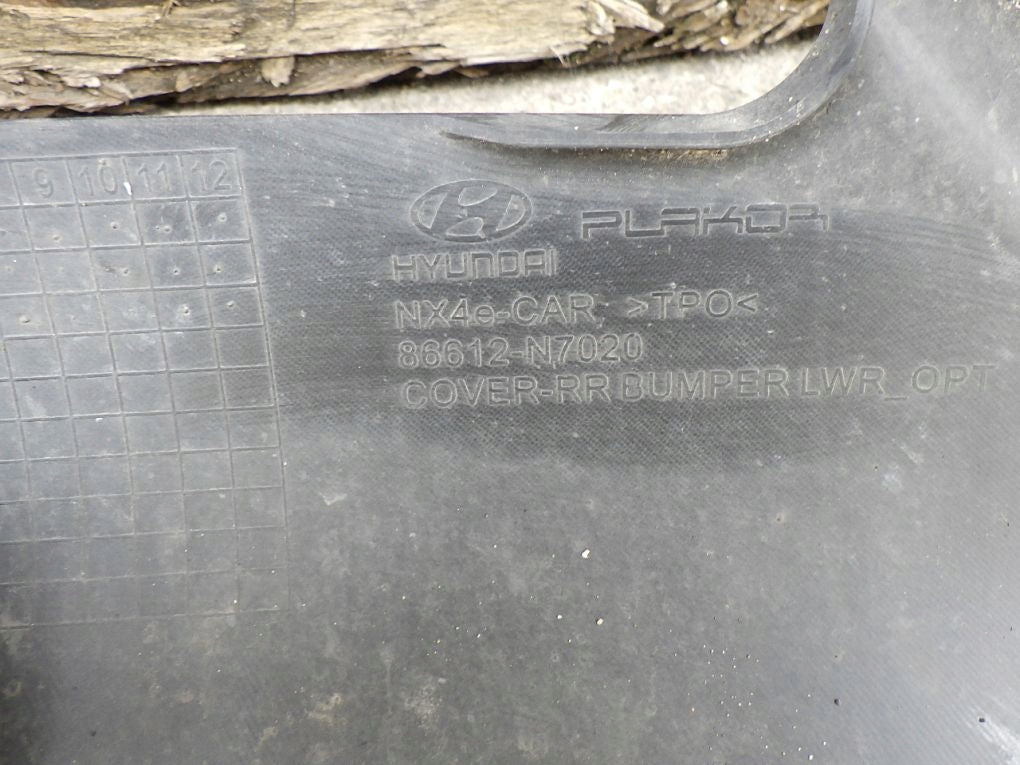 9 10 11 12
PLAKOR
HYUNDAI
NX4e-CAR, >TPO<
86612-N7020
COVER-RR BUMPER LWR_OPT